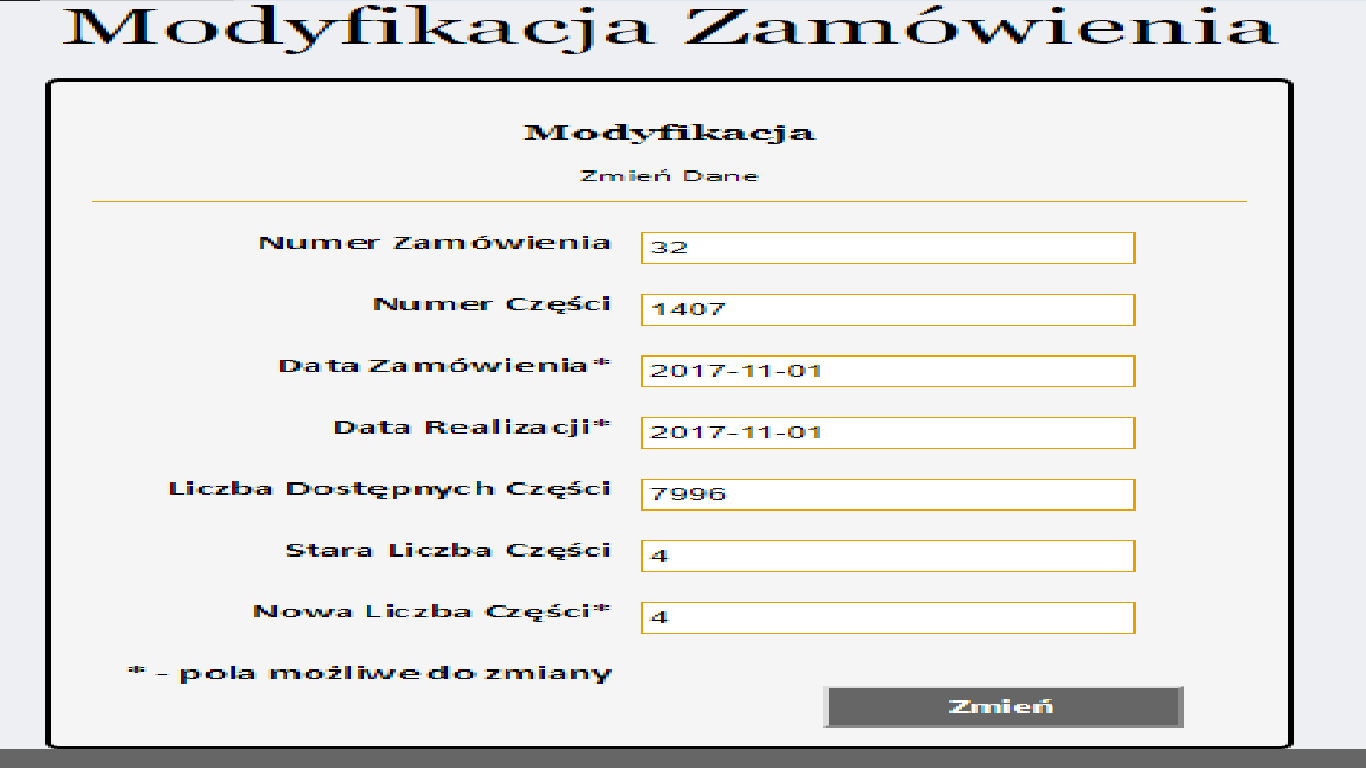 Modyfikacja Zamówienia
Modyfikacja
Zmień Dane
Numer Zamówienia 32
Numer Części 1407
Data Zamówienia* 2017-11-01
Data Realizacji* 2017-11-01
Liczba Dostępnych Części 7996
Stara Liczba Części 4
Nowa Liczba Części* 4
* - pola możliwe do zmiany
Zmień